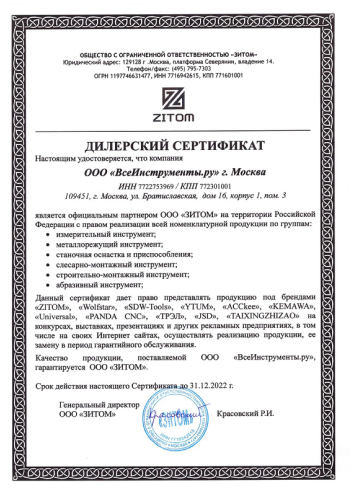 ОБЩЕСТВО С ОГРАНИЧЕННОЙ ОТВЕТСТВЕННОСТЬЮ «ЗИТОМ»
Юридический адрес: 129128 г .Москва, платформа Северянин, владение 14.
Телефон/факс: (495) 795-7303
ОГРН 1197746631477, ИНН 7716942615, КПП 771601001
ZITOM
ДИЛЕРСКИЙ СЕРТИФИКАТ
Настоящим удостоверяется, что компания
ООО «ВсеИнструменты.ру» г. Москва
ИНН 7722753969 / КПП 772301001
109451, г. Москва, ул. Братиславская, дом 16, корпус 1, пом. 3
является официальным партнером ООО «ЗИТОМ» на территории Российской
Федерации с правом реализации всей номенклатурной продукции по группам:
• измерительный инструмент;
• металлорежущий инструмент;
• станочная оснастка и приспособления;
• слесарно-монтажный инструмент;
• строительно-монтажный инструмент;
• абразивный инструмент;
Данный сертификат дает право представлять продукцию под брендами
«ZITOM», «Wolfstar», «SDW-Tools», «YTUM», «ACCkee», «KEMAWA»,
«Universal», «PANDA CNC», «ТРЭЛ», «JSD», «TAIXINGZHIZAO» на
конкурсах, выставках, презентациях и других рекламных предприятиях, в том
числе на своих Интернет сайтах, осуществлять реализацию продукции, ее
замену в период гарантийного обслуживания.
Качество продукции, поставляемой ООО «ВсеИнструменты.ру»,
гарантируется ООО «ЗИТОМ».
Срок действия настоящего Сертификата до 31.12.2022 г.
Генеральный директор
ООО «ЗИТОМ» Красовский Р.И.
«ЗИТОМ»